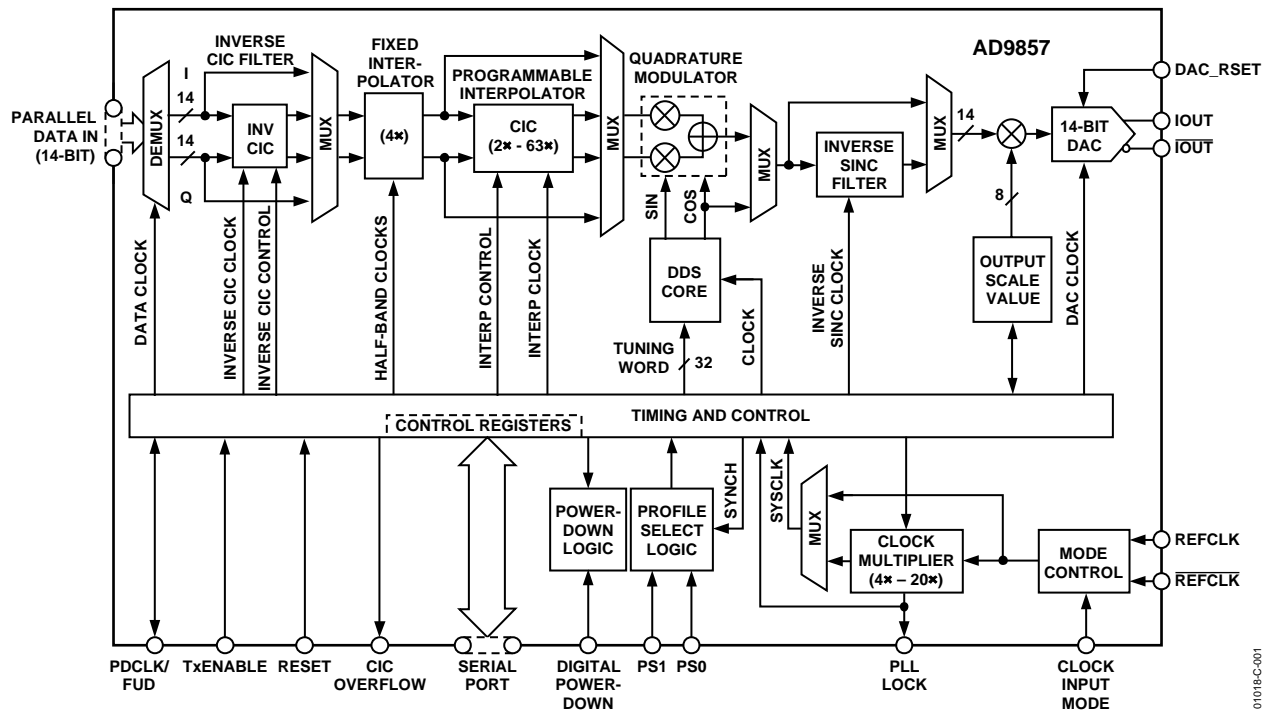 AD9857
INVERSE
CIC FILTER
FIXED
INTER-
POLATOR
PROGRAMMABLE
INTERPOLATOR
QUADRATURE
MODULATOR
DAC_RSET
PARALLEL
DATA IN
(14-BIT)
DEMUX
I
14
14
Q
INV
CIC
MUX
(4×)
CIC
(2× - 63×)
MUX
SIN
COS
MUX
INVERSE
SINC
FILTER
MUX
14
8
14-BIT
DAC
IOUT
IOUT
DATA CLOCK
INVERSE CIC CLOCK
INVERSE CIC CONTROL
HALF-BAND CLOCKS
INTERP CONTROL
INTERP CLOCK
DDS
CORE
TUNING
WORD
32
CLOCK
INVERSE
SINC CLOCK
OUTPUT
SCALE
VALUE
DAC CLOCK
TIMING AND CONTROL
CONTROL REGISTERS
POWER-
DOWN
LOGIC
PROFILE
SELECT
LOGIC
SYNCH
SYSCLK
MUX
CLOCK
MULTIPLIER
(4× – 20×)
MODE
CONTROL
REFCLK
REFCLK
PDCLK/
FUD
TxENABLE
RESET
CIC
OVERFLOW
SERIAL
PORT
DIGITAL
POWER-
DOWN
PS1
PS0
PLL
LOCK
CLOCK
INPUT
MODE
01018-C-001